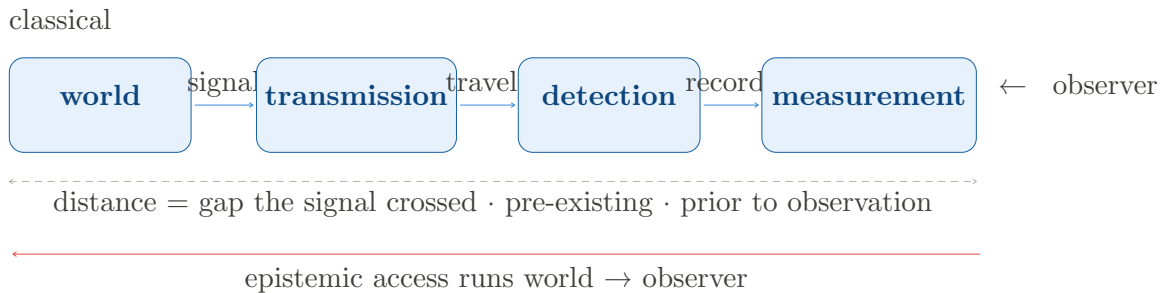 classical
signal travel record
world transmission detection measurement ← observer
distance = gap the signal crossed · pre-existing · prior to observation
epistemic access runs world → observer